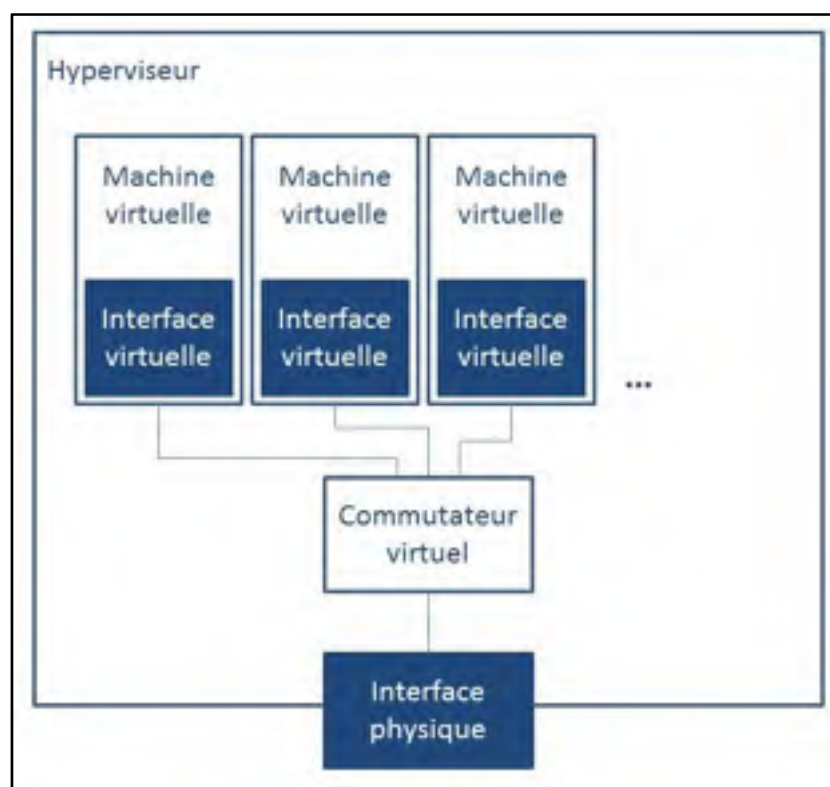 Hyperviseur
Machine
virtuelle
Interface
virtuelle
Machine
virtuelle
Interface
virtuelle
Machine
virtuelle
Interface
virtuelle
...
Commutateur
virtuel
Interface
physique